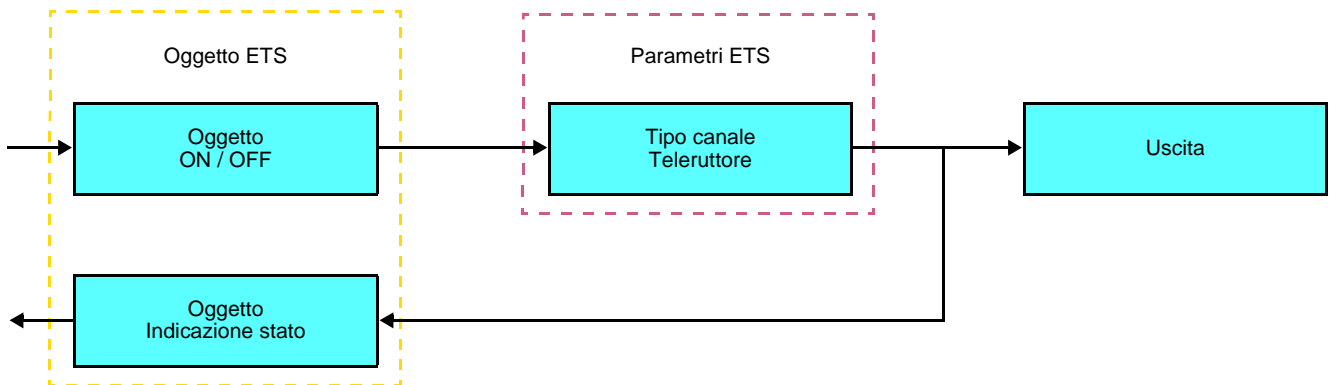 Oggetto ETS
Parametri ETS
Oggetto
ON / OFF
Tipo canale
Teleruttore
Uscita
Oggetto
Indicazione stato